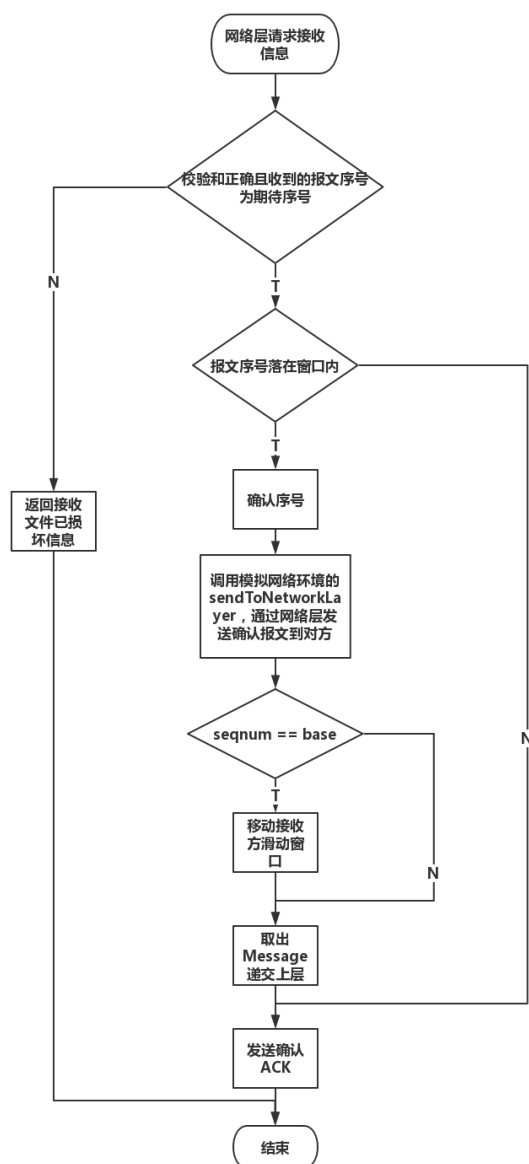 网络层请求接收
信息
校验和正确且收到的报文序号
为期待序号
N
T
报文序号落在窗口内
T
确认序号
返回接收
文件已损
坏信息
调用模拟网络环境的
sendToNetworkLa
yer，通过网络层发
送确认报文到对方
seqnum == base
N
T
移动接收
方滑动窗
口
N
取出
Message
递交上层
发送确认
ACK
结束